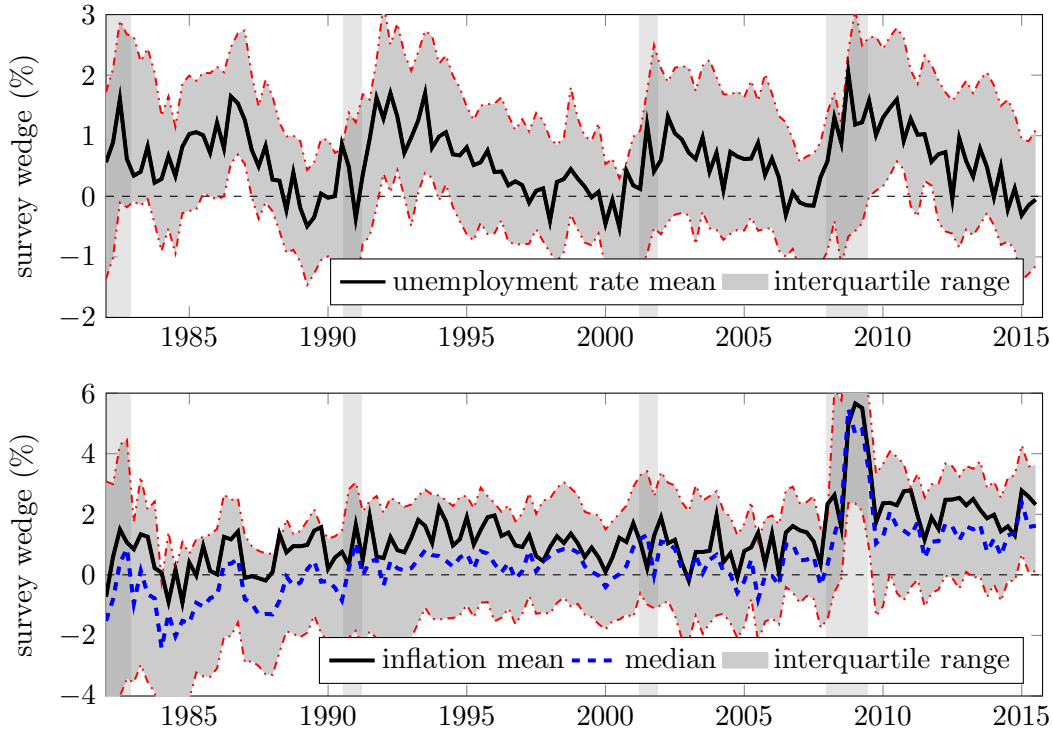 survey wedge (%)
3
2
1
0
−1
−2
unemployment rate mean interquartile range
1985 1990 1995 2000 2005 2010 2015
survey wedge (%)
6
4
2
0
−2
−4
inflation mean median interquartile range
1985 1990 1995 2000 2005 2010 2015